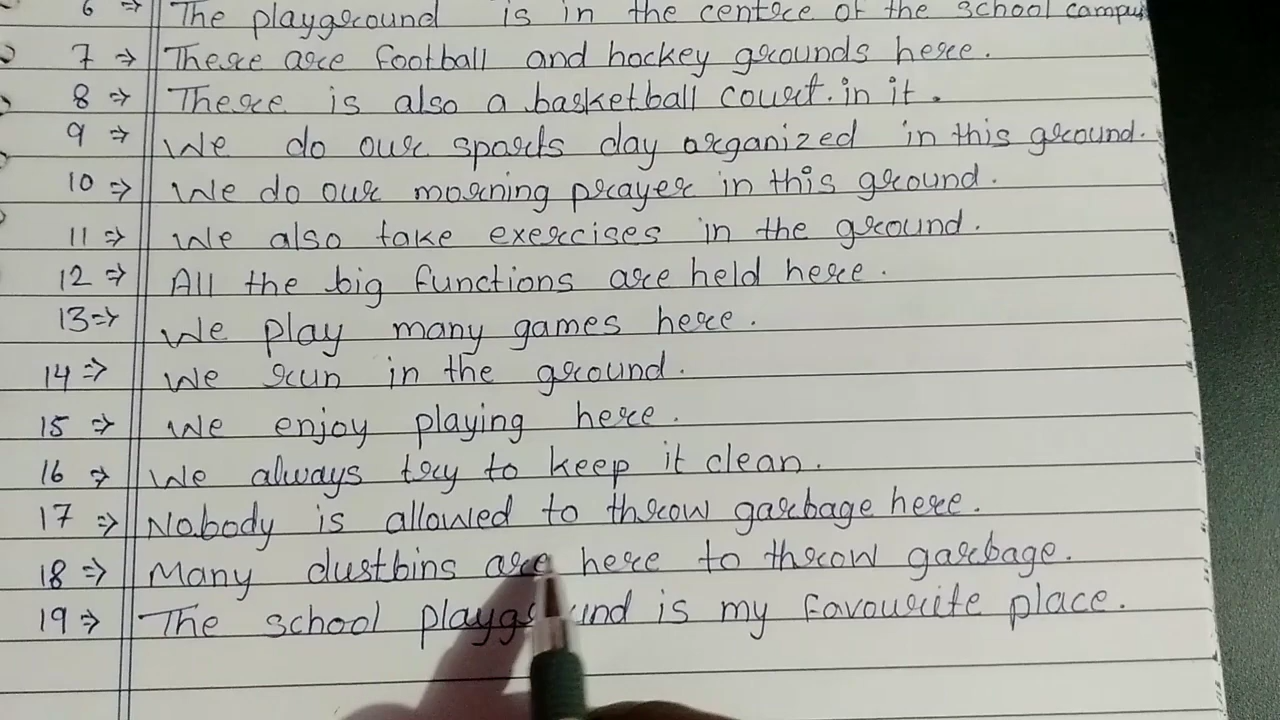 6 ⇒ The playground is in the centre of the school campus
7 ⇒ There are football and hockey grounds here.
8 ⇒ There is also a basketball court. in it.
9 ⇒ We do our sports day organized in this ground.
10 ⇒ We do our morning prayer in this ground.
11 ⇒ We also take exercises in the ground.
12 ⇒ All the big functions are held here.
13 ⇒ We play many games here.
14 ⇒ We run in the ground.
15 ⇒ We enjoy playing here.
16 ⇒ We always try to keep it clean.
17 ⇒ Nobody is allowed to throw garbage here.
18 ⇒ Many dustbins are here to throw garbage.
19 ⇒ The school playground is my favourite place.